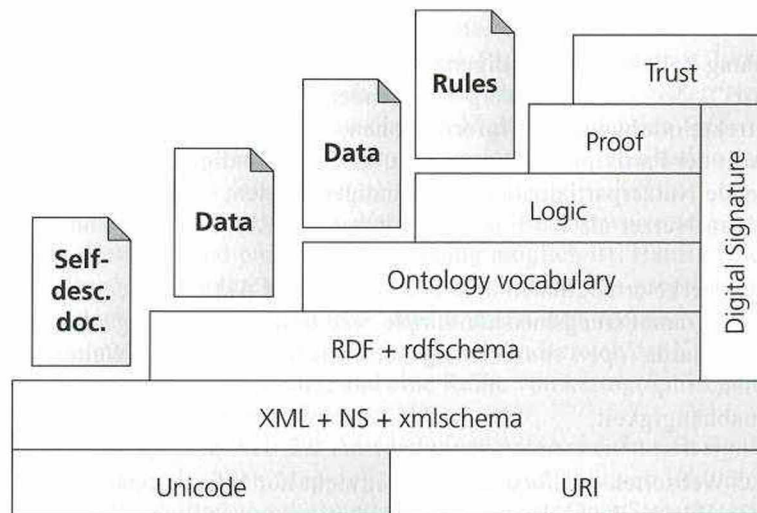 Rules
Trust
Data
Proof
Data
Logic
Digital Signature
Self-
desc.
doc.
Ontology vocabulary
RDF + rdfschema
XML + NS + xmlschema
Unicode
URI